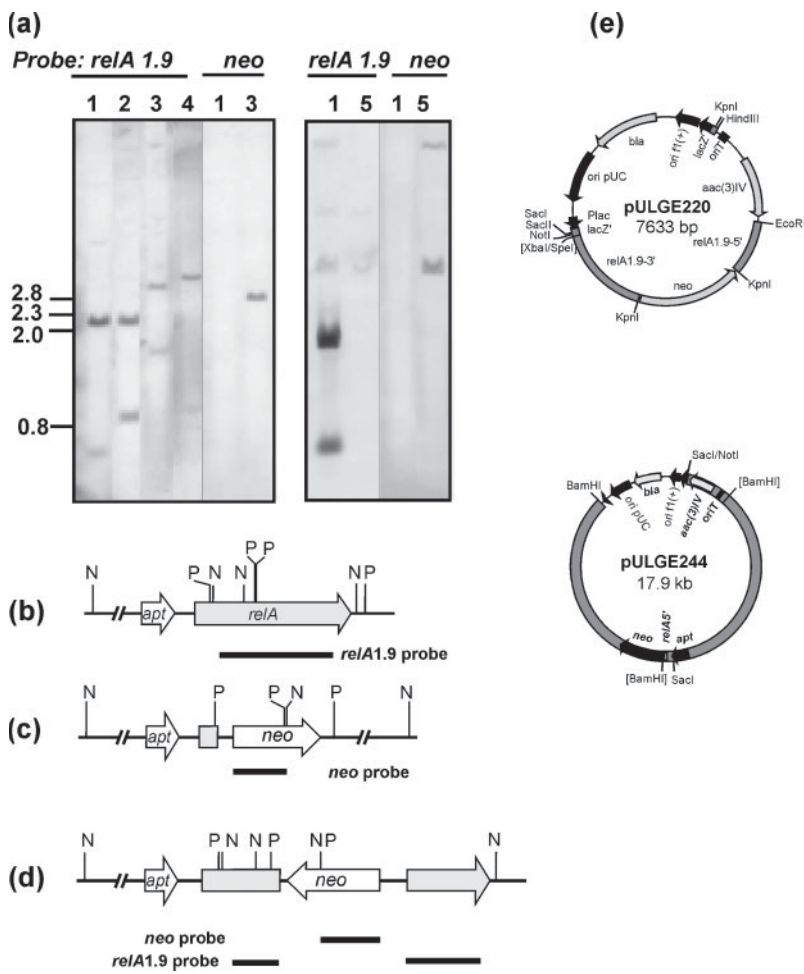 (a)
Probe: relA 1.9 neo
1 2 3 4 1 3
relA 1.9 neo
1 5 1 5
2.8
2.3
2.0
0.8
(b)
N P N N P P N P
apt relA
relA1.9 probe
(c)
N P P N P N
apt neo
neo probe
(d)
N P N N P N P N
apt neo
neo probe
relA1.9 probe
(e)
KpnI
HindIII
lacZ'
oriT
ori f1(+)
bla
ori pUC
aac(3)IV
SacI
SacII
NotI
[XbaI/SpeI]
Plac
lacZ'
pULGE220
7633 bp
EcoRI
relA1.9-5'
relA1.9-3'
KpnI
neo
KpnI
SacI/NotI
BamHI
[BamHI]
bla
ori f1(+)
ori pUC
aac(3)IV
oriT
pULGE244
17.9 kb
neo
relA5'
apt
[BamHI]
SacI